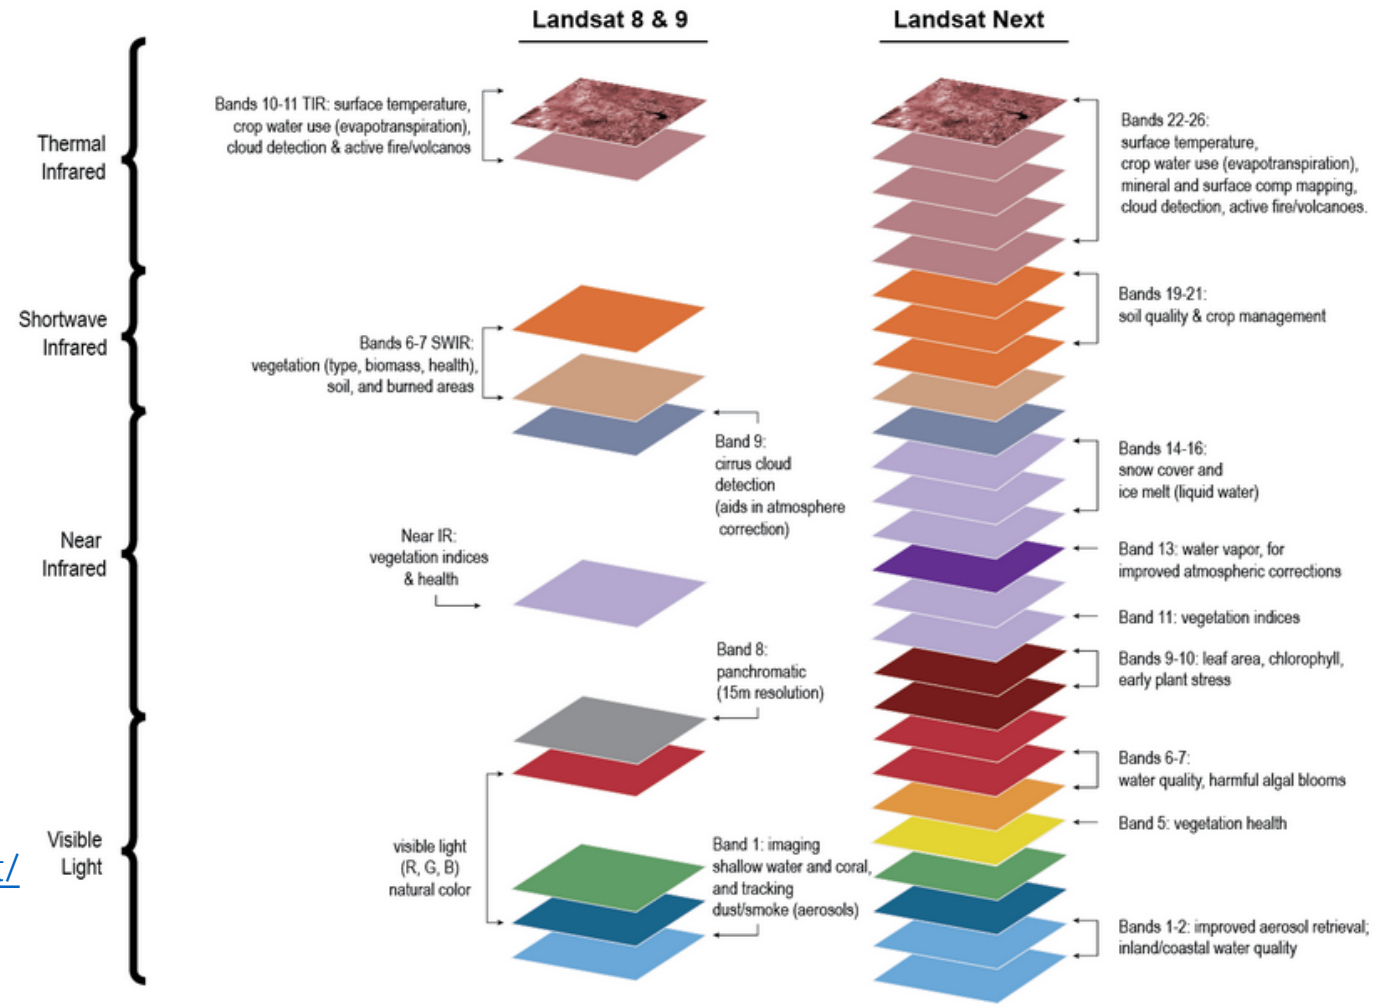 Landsat 8 & 9
Landsat Next
Thermal
Infrared
Bands 10-11 TIR: surface temperature,
crop water use (evapotranspiration),
cloud detection & active fire/volcanos
Bands 22-26:
surface temperature,
crop water use (evapotranspiration),
mineral and surface comp mapping,
cloud detection, active fire/volcanoes.
Shortwave
Infrared
Bands 6-7 SWIR:
vegetation (type, biomass, health),
soil, and burned areas
Bands 19-21:
soil quality & crop management
Band 9:
cirrus cloud
detection
(aids in atmosphere
correction)
Bands 14-16:
snow cover and
ice melt (liquid water)
Near
Infrared
Near IR:
vegetation indices
& health
Band 13: water vapor, for
improved atmospheric corrections
Band 11: vegetation indices
Band 8:
panchromatic
(15m resolution)
Bands 9-10: leaf area, chlorophyll,
early plant stress
Bands 6-7:
water quality, harmful algal blooms
Band 5: vegetation health
Visible
Light
t/
visible light
(R, G, B)
natural color
Band 1: imaging
shallow water and coral,
and tracking
dust/smoke (aerosols)
Bands 1-2: improved aerosol retrieval;
inland/coastal water quality